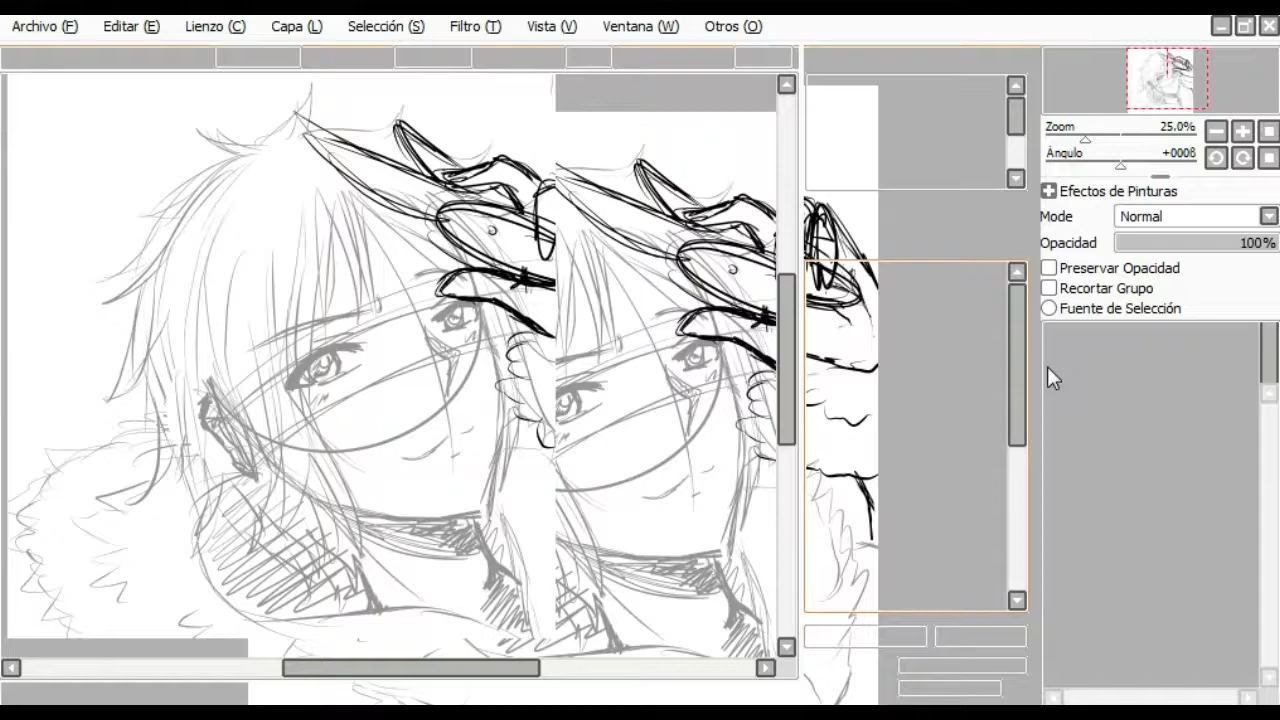 Archivo (F) Editar (E) Lienzo (C) Capa (L) Selección (S) Filtro (T) Vista (V) Ventana (W) Otros (O)
Zoom 25.0%
Ángulo +000ß
Efectos de Pinturas
Mode Normal
Opacidad 100%
Preservar Opacidad
Recortar Grupo
Fuente de Selección